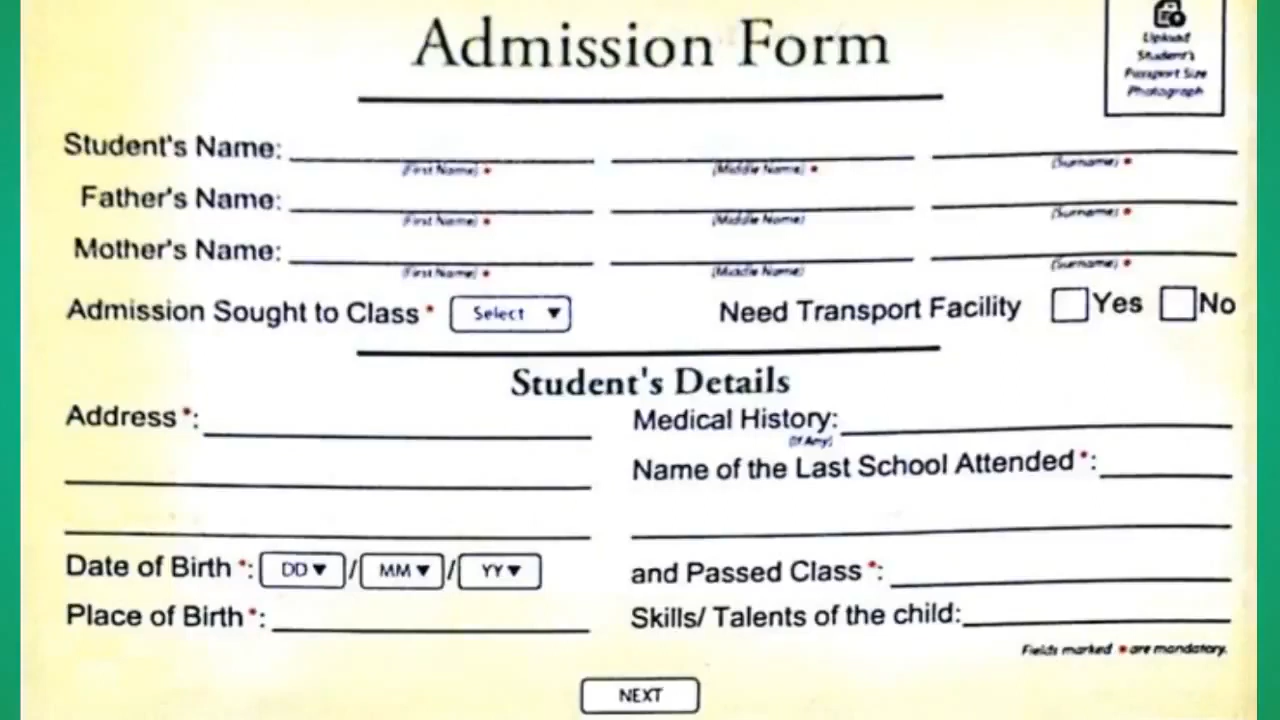 Admission Form
Upload
Student's
Passport Size
Photograph
Student's Name:
(First Name) * (Middle Name) * (Surname) *
Father's Name:
(First Name) * (Middle Name) (Surname) *
Mother's Name:
(First Name) * (Middle Name) (Surname) *
Admission Sought to Class * Select ▼ Need Transport Facility Yes No
Student's Details
Address *: Medical History:
(If Any)
Name of the Last School Attended *:
Date of Birth *: DD ▼ / MM ▼ / YY ▼ and Passed Class *:
Place of Birth *: Skills/ Talents of the child:
Fields marked * are mandatory.
NEXT